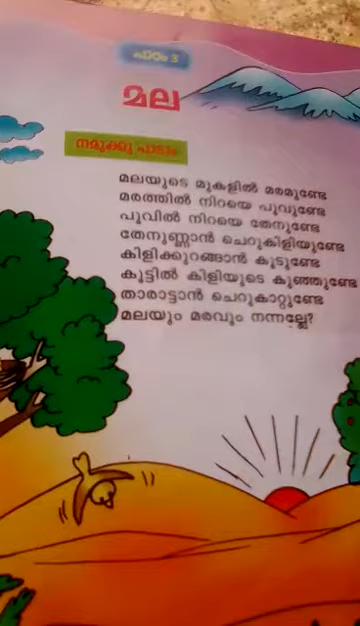 പാഠം 3
മല
നമുക്കു പാടാം
മലയുടെ മുകളിൽ മരമുണ്ടേ
മരത്തിൽ നിറയെ പൂവുണ്ടേ
പൂവിൽ നിറയെ തേനുണ്ടേ
തേനുണ്ണാൻ ചെറുകിളിയുണ്ടേ
കിളിക്കുറങ്ങാൻ കൂടുണ്ടേ
കൂട്ടിൽ കിളിയുടെ കുഞ്ഞുണ്ടേ
താരാട്ടാൻ ചെറുകാറ്റുണ്ടേ
മലയും മരവും നന്നല്ലേ?